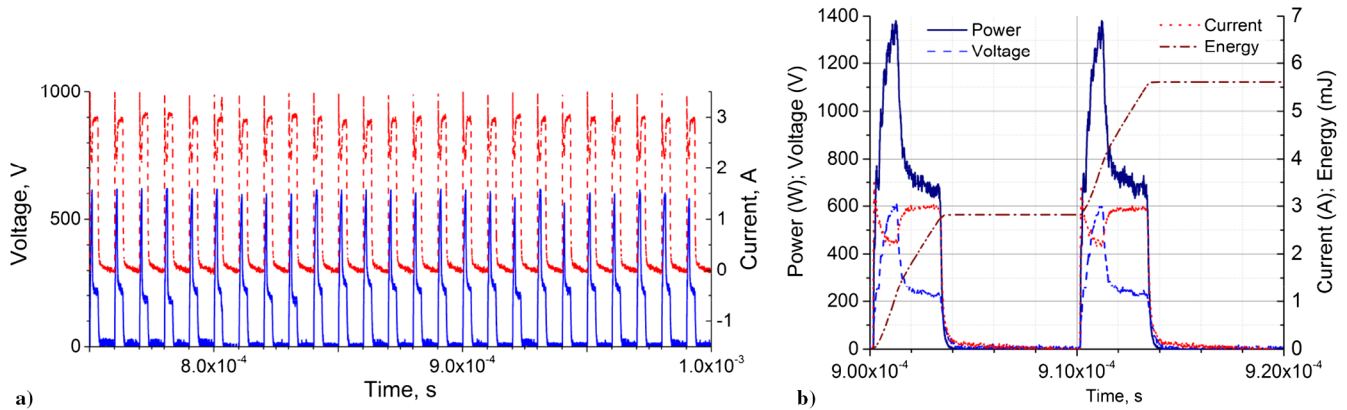 1000
500
0
Voltage, V
8.0x10⁻⁴
9.0x10⁻⁴
1.0x10⁻³
Time, s
3
2
1
0
-1
Current, A
a)
1400
1200
1000
800
600
400
200
0
Power (W); Voltage (V)
Power
Voltage
Current
Energy
9.00x10⁻⁴
9.10x10⁻⁴
9.20x10⁻⁴
Time, s
7
6
5
4
3
2
1
0
Current (A); Energy (mJ)
b)